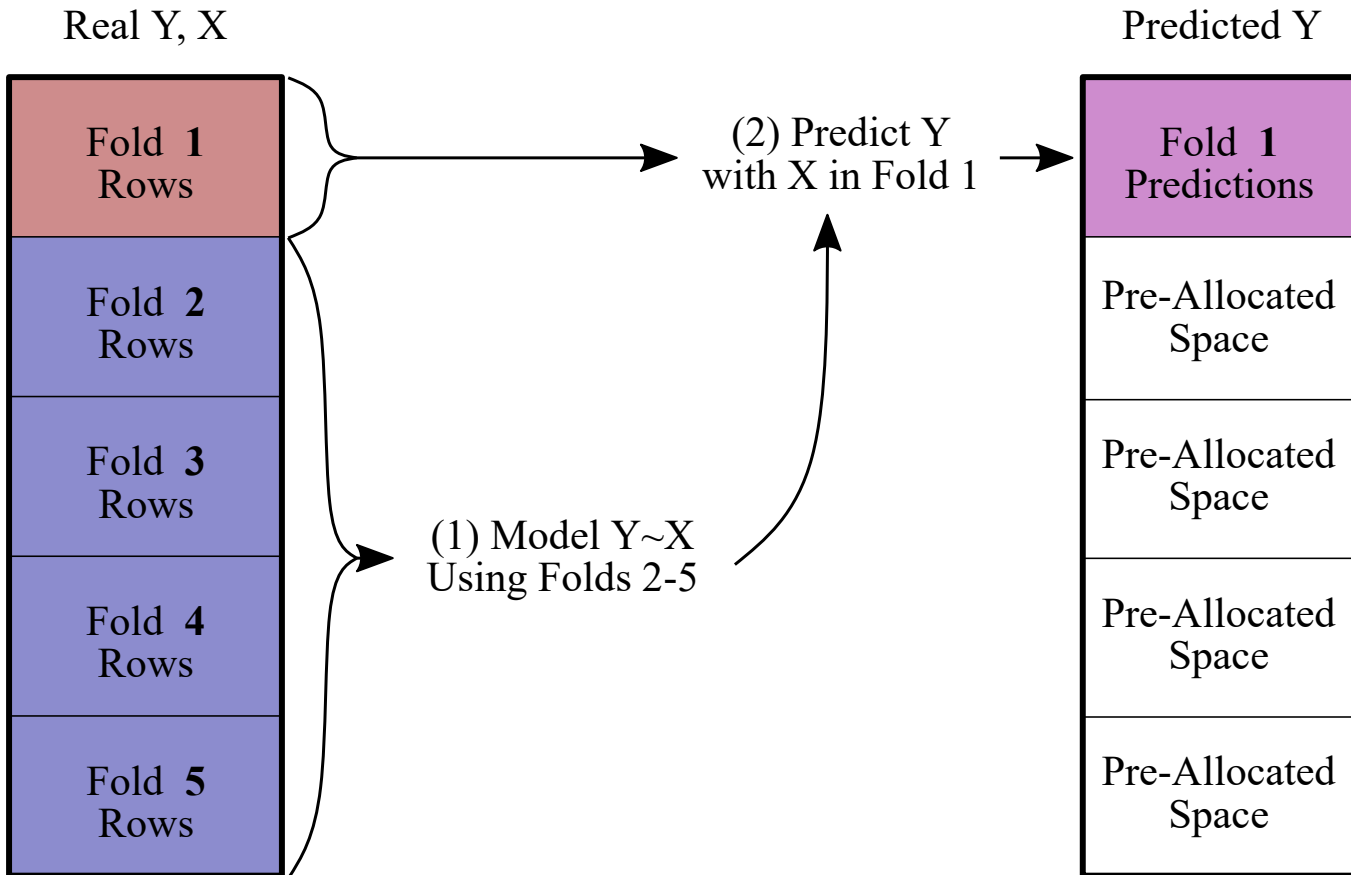 Real Y, X
Predicted Y
Fold 1
Rows
(2) Predict Y
with X in Fold 1
Fold 1
Predictions
Fold 2
Rows
Pre-Allocated
Space
Fold 3
Rows
Pre-Allocated
Space
(1) Model Y~X
Using Folds 2-5
Fold 4
Rows
Pre-Allocated
Space
Fold 5
Rows
Pre-Allocated
Space